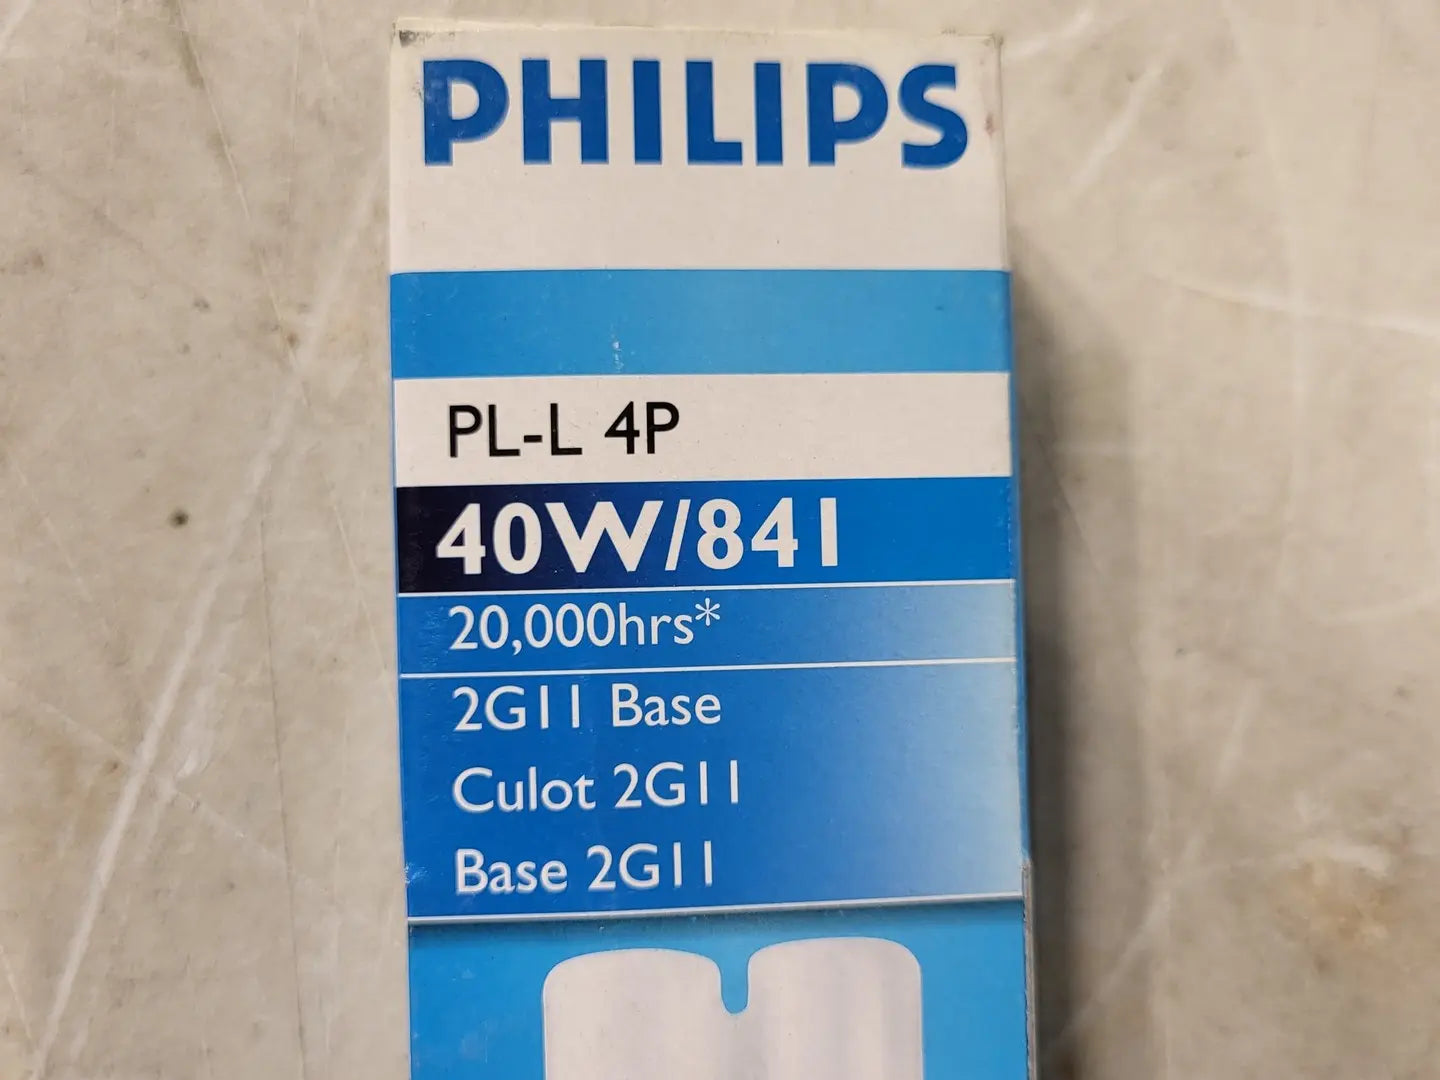 PHILIPS
PL-L 4P
40W/841
20,000hrs*
2G11 Base
Culot 2G11
Base 2G11